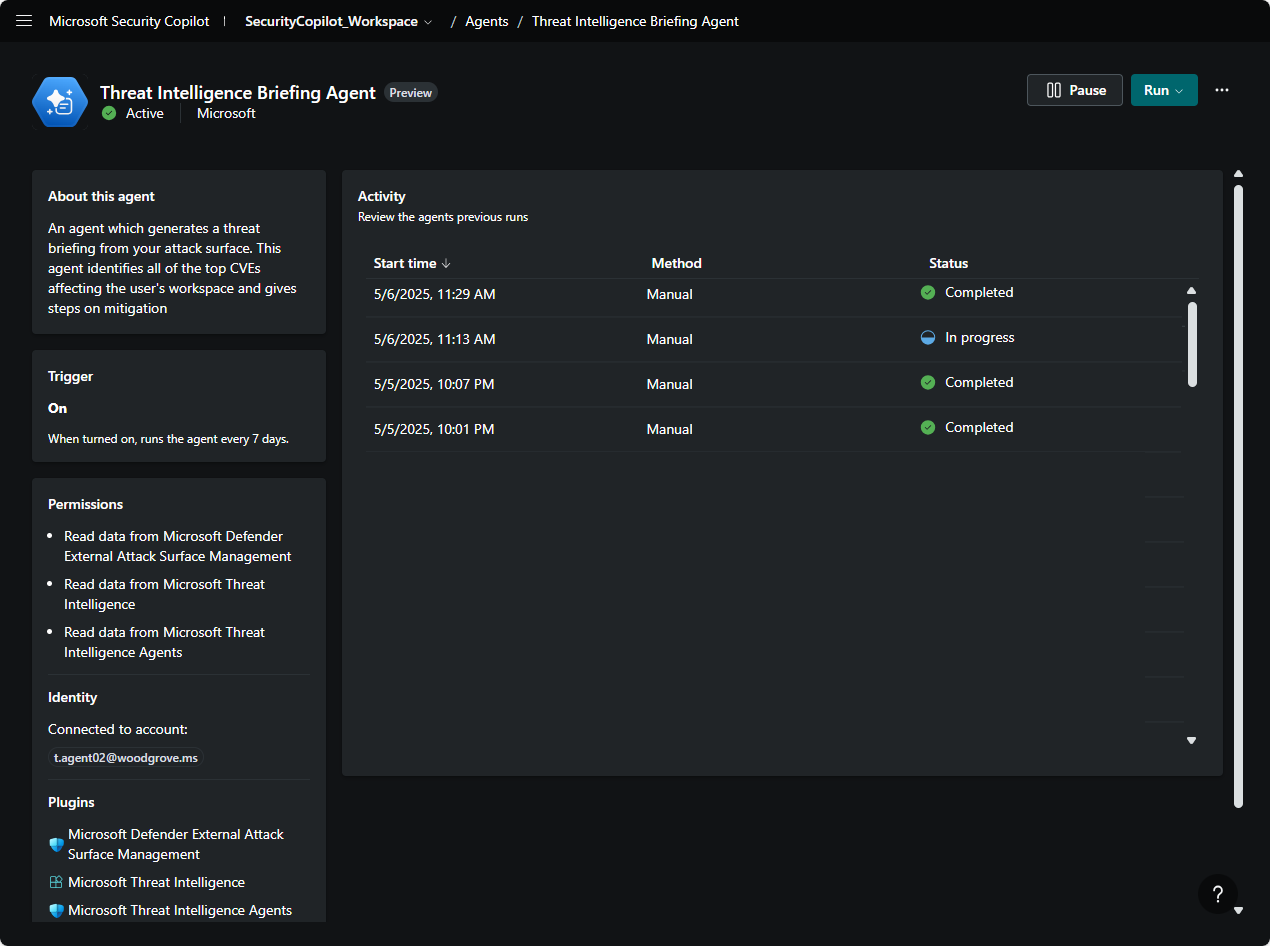 Microsoft Security Copilot | SecurityCopilot_Workspace / Agents / Threat Intelligence Briefing Agent
Threat Intelligence Briefing Agent Preview
Active Microsoft
Pause
Run
About this agent
An agent which generates a threat
briefing from your attack surface. This
agent identifies all of the top CVEs
affecting the user's workspace and gives
steps on mitigation
Trigger
On
When turned on, runs the agent every 7 days.
Permissions
• Read data from Microsoft Defender
External Attack Surface Management
• Read data from Microsoft Threat
Intelligence
• Read data from Microsoft Threat
Intelligence Agents
Identity
Connected to account:
t.agent02@woodgrove.ms
Plugins
Microsoft Defender External Attack
Surface Management
Microsoft Threat Intelligence
Microsoft Threat Intelligence Agents
Activity
Review the agents previous runs
Start time ↓ Method Status
5/6/2025, 11:29 AM Manual Completed
5/6/2025, 11:13 AM Manual In progress
5/5/2025, 10:07 PM Manual Completed
5/5/2025, 10:01 PM Manual Completed
?